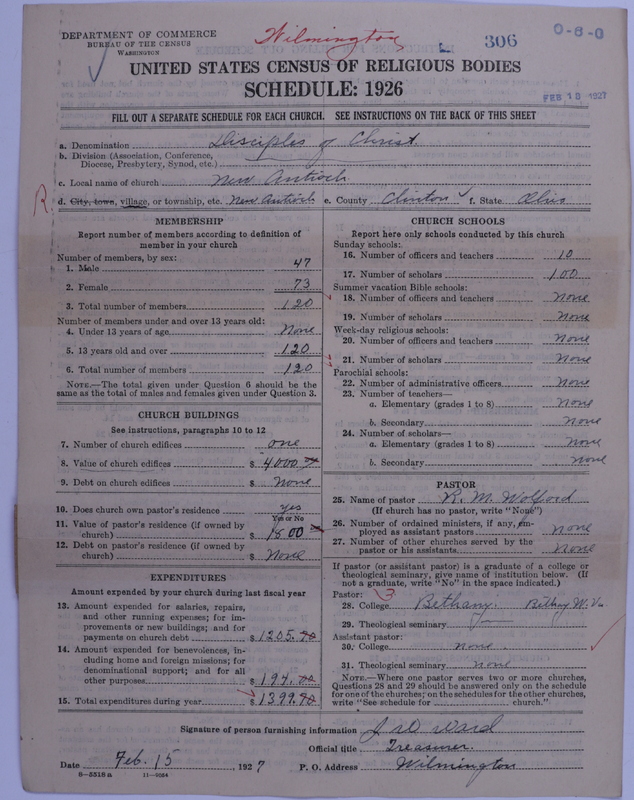 DEPARTMENT OF COMMERCE
BUREAU OF THE CENSUS
WASHINGTON
Wilmington
306
0-6-0
UNITED STATES CENSUS OF RELIGIOUS BODIES
SCHEDULE: 1926
FEB 18 1927
FILL OUT A SEPARATE SCHEDULE FOR EACH CHURCH. SEE INSTRUCTIONS ON THE BACK OF THIS SHEET
a. Denomination Disciples of Christ
b. Division (Association, Conference, Diocese, Presbytery, Synod, etc.)
c. Local name of church New Antioch
R
d. City, town, village, or township, etc. New Antioch e. County Clinton f. State Ohio
MEMBERSHIP
Report number of members according to definition of
member in your church
Number of members, by sex:
1. Male 47
2. Female 73
3. Total number of members 120
Number of members under and over 13 years old:
4. Under 13 years of age None
5. 13 years old and over 120
6. Total number of members 120
NOTE.—The total given under Question 6 should be the
same as the total of males and females given under Question 3.
CHURCH BUILDINGS
See instructions, paragraphs 10 to 12
7. Number of church edifices one
8. Value of church edifices $ 4000
9. Debt on church edifices $ None
10. Does church own pastor's residence yes
Yes or No
11. Value of pastor's residence (if owned by
church) $ 1500
12. Debt on pastor's residence (if owned by
church) $ None
EXPENDITURES
Amount expended by your church during last fiscal year
13. Amount expended for salaries, repairs,
and other running expenses; for im-
provements or new buildings; and for
payments on church debt $ 1205.00
14. Amount expended for benevolences, in-
cluding home and foreign missions; for
denominational support; and for all
other purposes $ 194.00
15. Total expenditures during year $ 1399.00
CHURCH SCHOOLS
Report here only schools conducted by this church
Sunday schools:
16. Number of officers and teachers 10
17. Number of scholars 100
Summer vacation Bible schools:
18. Number of officers and teachers None
19. Number of scholars None
Week-day religious schools:
20. Number of officers and teachers None
21. Number of scholars None
Parochial schools:
22. Number of administrative officers None
23. Number of teachers—
a. Elementary (grades 1 to 8) None
b. Secondary None
24. Number of scholars—
a. Elementary (grades 1 to 8) None
b. Secondary None
PASTOR
25. Name of pastor R. M. Wolford
(If church has no pastor, write "None")
26. Number of ordained ministers, if any, em-
ployed as assistant pastors none
27. Number of other churches served by the
pastor or his assistants None
If pastor (or assistant pastor) is a graduate of a college or
theological seminary, give name of institution below. (If
not a graduate, write "No" in the space indicated.)
Pastor: 3
28. College Bethany. Bethny W. Va
29. Theological seminary
Assistant pastor:
30. College none
31. Theological seminary none
NOTE.—Where one pastor serves two or more churches,
Questions 28 and 29 should be answered only on the schedule
for one of the churches; on the schedules for the other churches,
write "See schedule for church."
Signature of person furnishing information J W Ward
Official title Treasurer.
Date Feb. 15, 1927 P. O. Address Wilmington
8—5518 a 11—9054